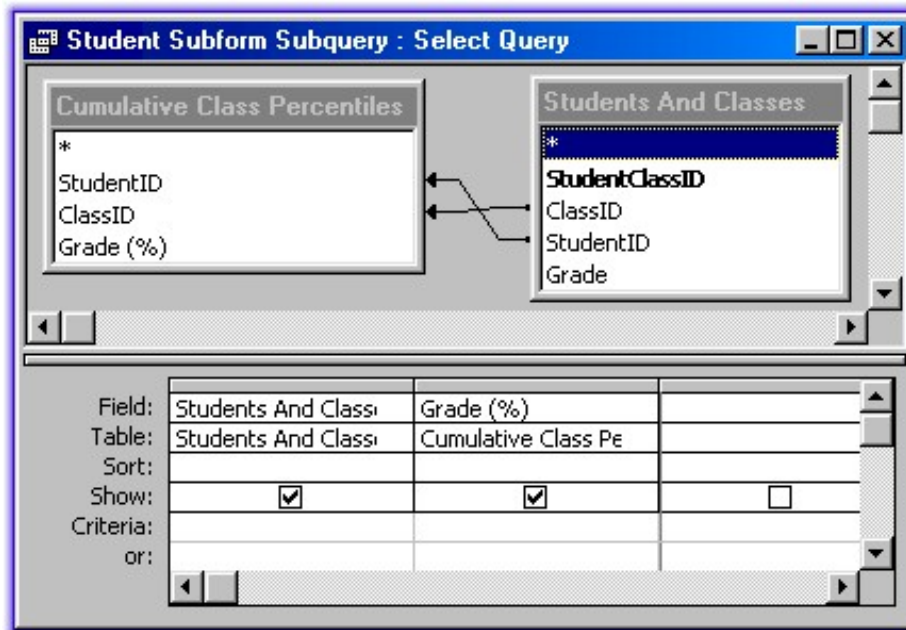 Student Subform Subquery : Select Query
Cumulative Class Percentiles
*
StudentID
ClassID
Grade (%)
Students And Classes
*
StudentClassID
ClassID
StudentID
Grade
Field: Students And Class Grade (%)
Table: Students And Class Cumulative Class Pe
Sort:
Show:
Criteria:
or: